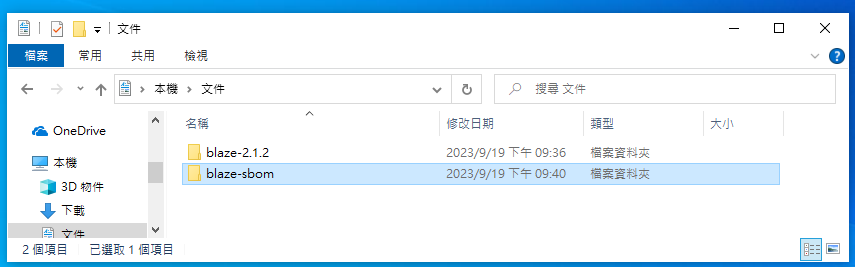 文件
檔案 常用 共用 檢視
本機 文件 搜尋 文件
名稱 修改日期 類型 大小
OneDrive
本機
3D 物件
下載
文件
blaze-2.1.2 2023/9/19 下午 09:36 檔案資料夾
blaze-sbom 2023/9/19 下午 09:40 檔案資料夾
2 個項目 已選取 1 個項目